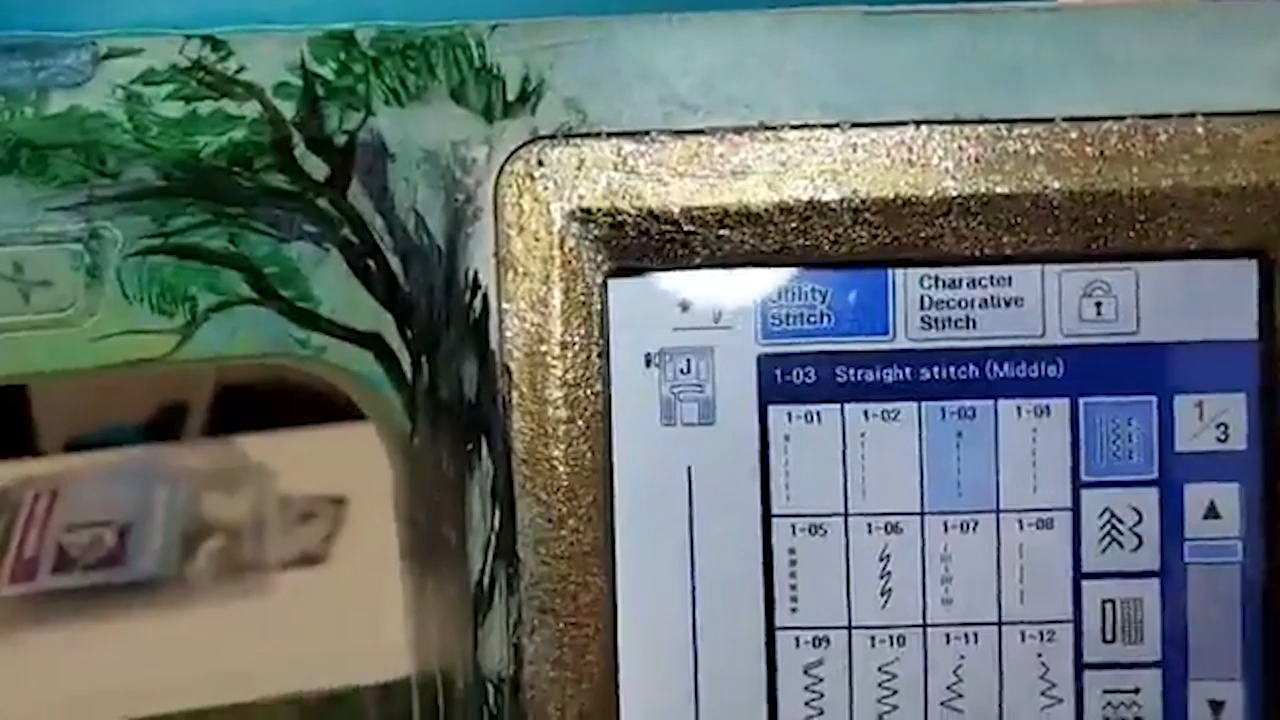 Utility
Stitch
Character
Decorative
Stitch
J
1-03 Straight stitch (Middle)
1-01 1-02 1-03 1-04
1/3
1-05 1-06 1-07 1-08
1-09 1-10 1-11 1-12